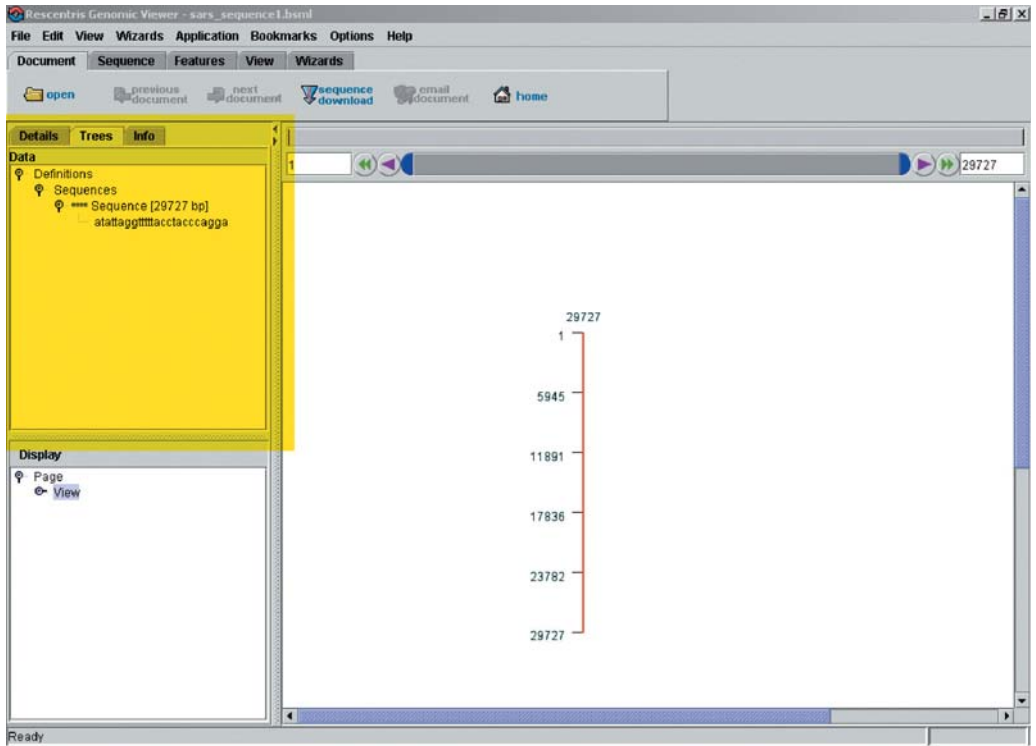 Rescentris Genomic Viewer - sars_sequence1.bsml
File Edit View Wizards Application Bookmarks Options Help
Document Sequence Features View Wizards
open previous document next document sequence download email document home
Details Trees Info
Data
1 29727
Definitions
Sequences
Sequence [29727 bp]
atattaggtttttacctacccagga
29727
1
5945
11891
17836
23782
29727
Display
Page
View
Ready